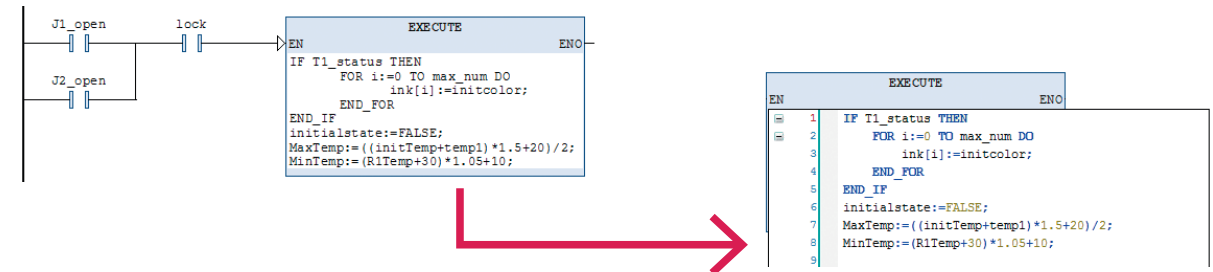 J1_open
lock
EXECUTE
EN
ENO
IF T1_status THEN
FOR i:=0 TO max_num DO
ink[i]:=initcolor;
END_FOR
END_IF
initialstate:=FALSE;
MaxTemp:=((initTemp+temp1)*1.5+20)/2;
MinTemp:=(R1Temp+30)*1.05+10;
J2_open
EXECUTE
EN
ENO
1 IF T1_status THEN
2 FOR i:=0 TO max_num DO
3 ink[i]:=initcolor;
4 END_FOR
5 END_IF
6 initialstate:=FALSE;
7 MaxTemp:=((initTemp+temp1)*1.5+20)/2;
8 MinTemp:=(R1Temp+30)*1.05+10;
9